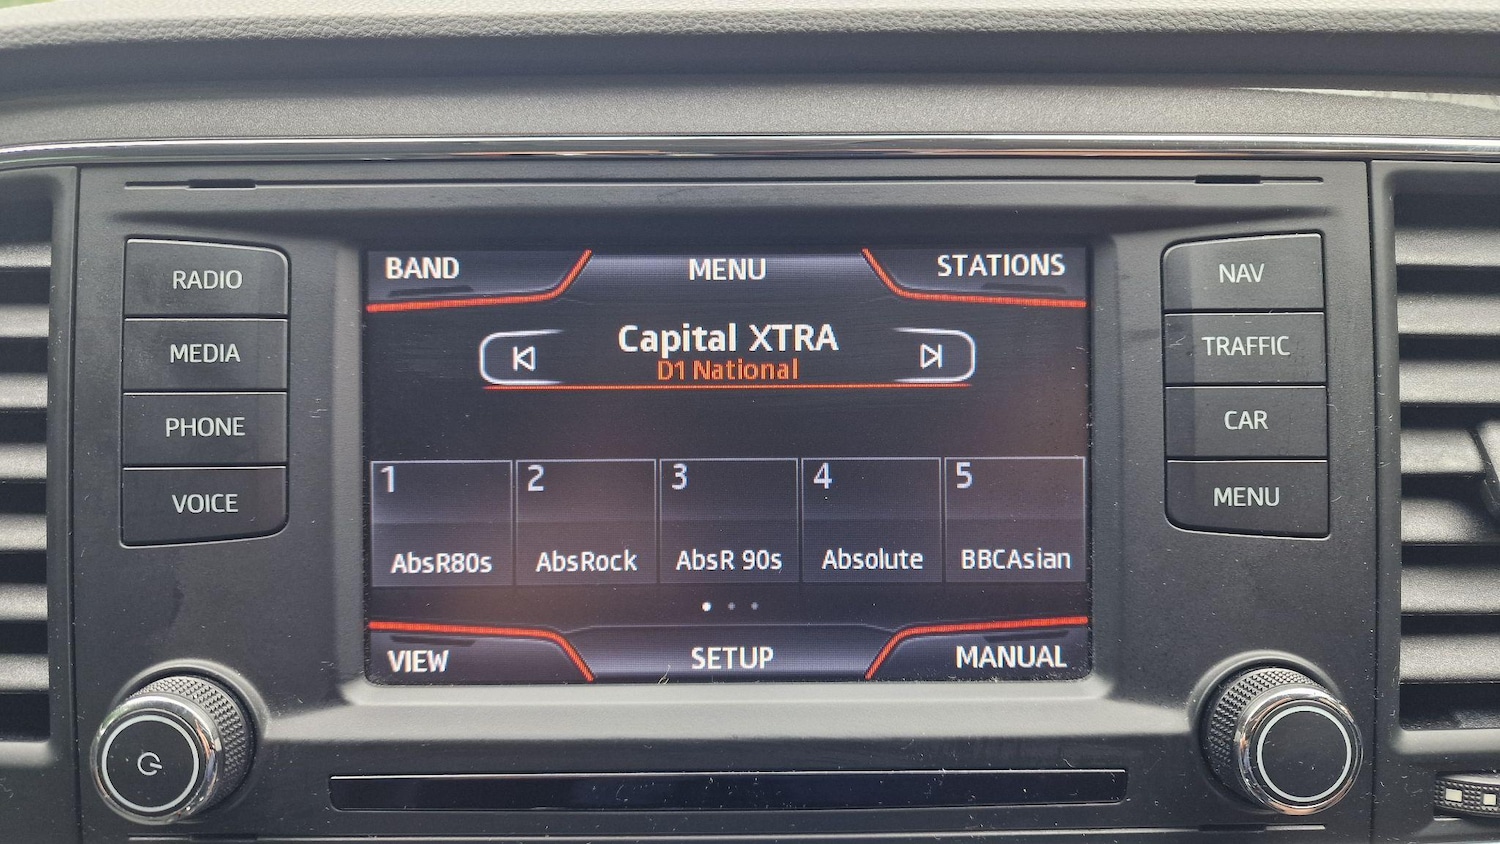 RADIO
MEDIA
PHONE
VOICE
BAND MENU STATIONS
Capital XTRA
D1 National
1 2 3 4 5
AbsR80s AbsRock AbsR 90s Absolute BBCAsian
VIEW SETUP MANUAL
NAV
TRAFFIC
CAR
MENU